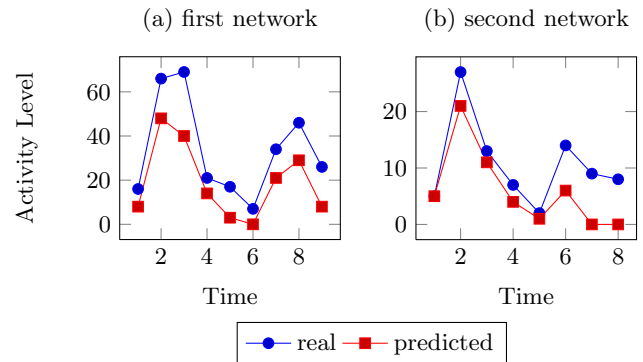 (a) first network
(b) second network
Activity Level
60
40
20
0
2 4 6 8
Time
20
10
0
2 4 6 8
Time
real predicted